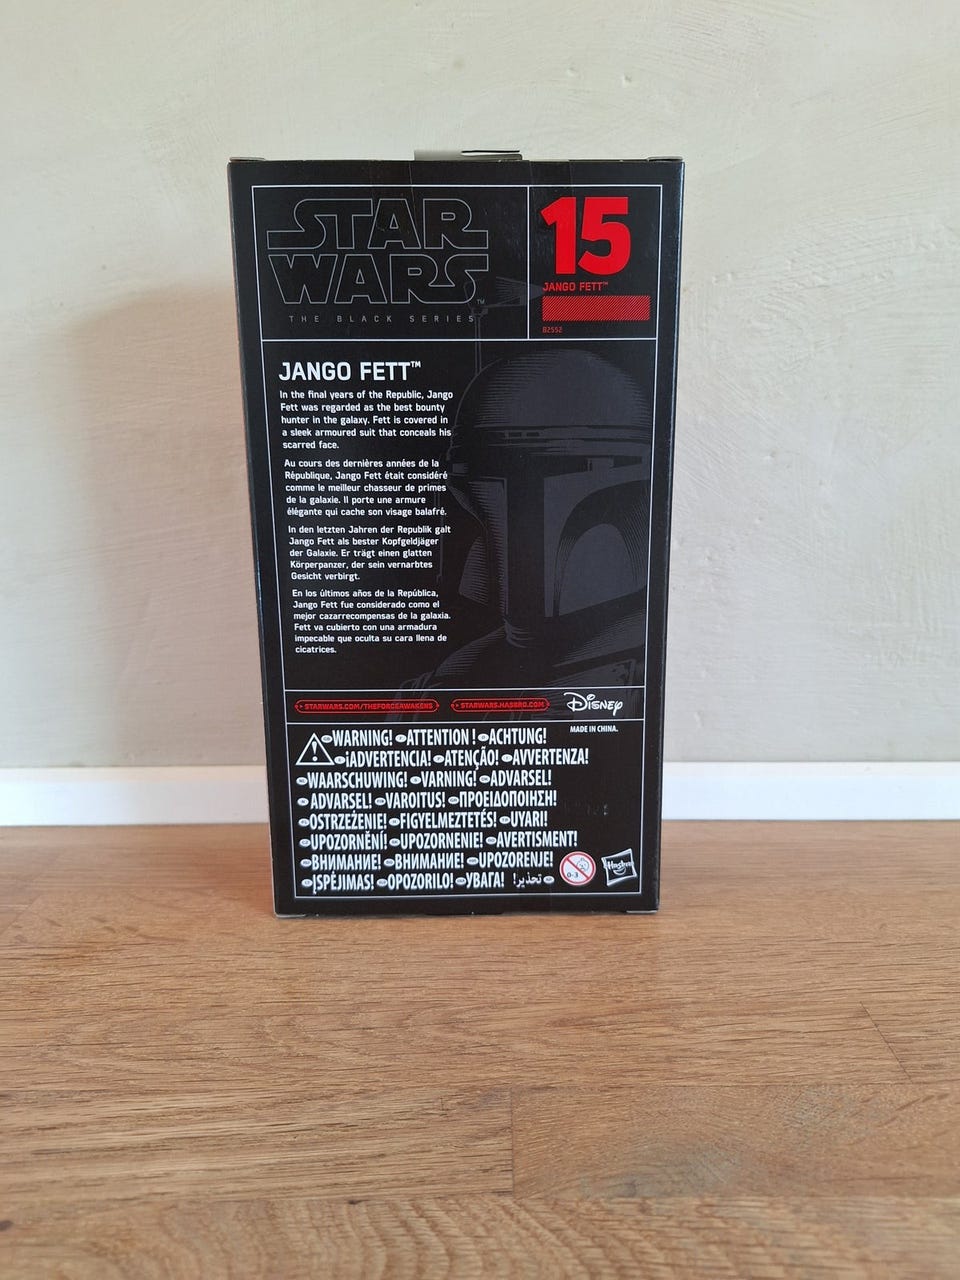 STAR
WARS™
THE BLACK SERIES
15
JANGO FETT™
B2552
JANGO FETT™
In the final years of the Republic, Jango
Fett was regarded as the best bounty
hunter in the galaxy. Fett is covered in
a sleek armoured suit that conceals his
scarred face.
Au cours des dernières années de la
République, Jango Fett était considéré
comme le meilleur chasseur de primes
de la galaxie. Il porte une armure
élégante qui cache son visage balafré.
In den letzten Jahren der Republik galt
Jango Fett als bester Kopfgeldjäger
der Galaxie. Er trägt einen glatten
Körperpanzer, der sein vernarbtes
Gesicht verbirgt.
En los últimos años de la República,
Jango Fett fue considerado como el
mejor cazarrecompensas de la galaxia.
Fett va cubierto con una armadura
impecable que oculta su cara llena de
cicatrices.
STARWARS.COM/THEFORCEAWAKENS
STARWARS.HASBRO.COM
Disney
MADE IN CHINA.
WARNING! ATTENTION ! ACHTUNG!
¡ADVERTENCIA! ATENÇÃO! AVVERTENZA!
WAARSCHUWING! VARNING! ADVARSEL!
ADVARSEL! VAROITUS! ΠΡΟΕΙΔΟΠΟΙΗΣΗ!
OSTRZEŻENIE! FIGYELMEZTETÉS! UYARI!
UPOZORNĚNÍ! UPOZORNENIE! AVERTISMENT!
ВНИМАНИЕ! ВНИМАНИЕ! UPOZORENJE!
ĮSPĖJIMAS! OPOZORILO! УВАГА! تحذير!
0-3
Hasbro